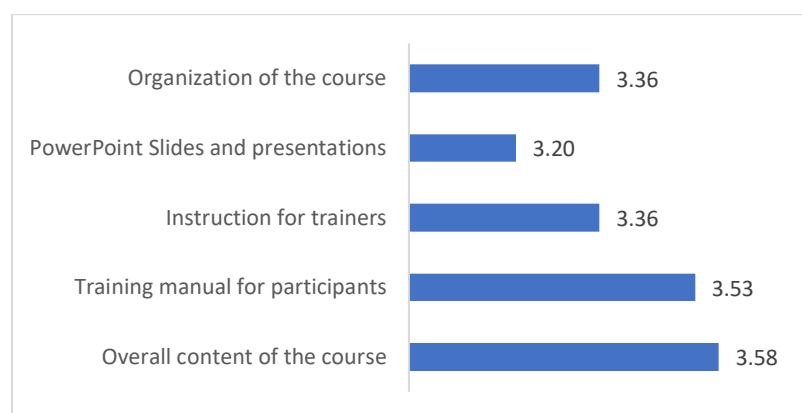 Organization of the course 3.36
PowerPoint Slides and presentations 3.20
Instruction for trainers 3.36
Training manual for participants 3.53
Overall content of the course 3.58